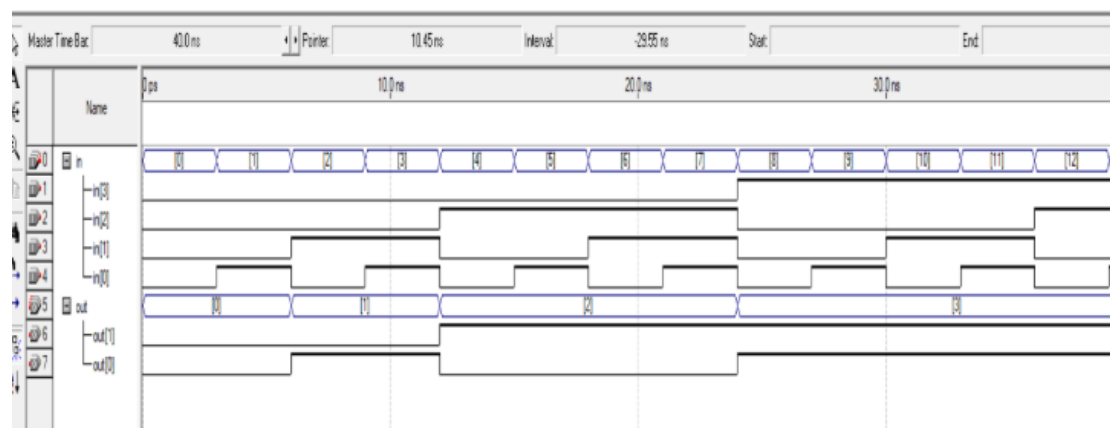 Master Time Bar: 40.0 ns Pointer: 10.45 ns Interval: -29.55 ns Start: End:
0 ps 10.0 ns 20.0 ns 30.0 ns
Name
0 in [0] [1] [2] [3] [4] [5] [6] [7] [8] [9] [10] [11] [12]
1 in[3]
2 in[2]
3 in[1]
4 in[0]
5 out [0] [1] [2] [3]
6 out[1]
7 out[0]